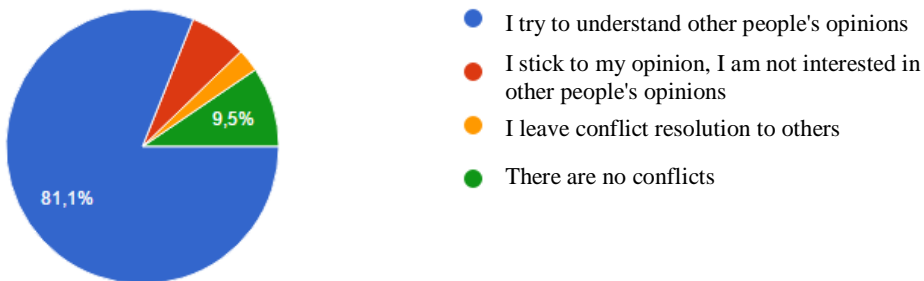 I try to understand other people's opinions
I stick to my opinion, I am not interested in
other people's opinions
9,5%
I leave conflict resolution to others
There are no conflicts
81,1%